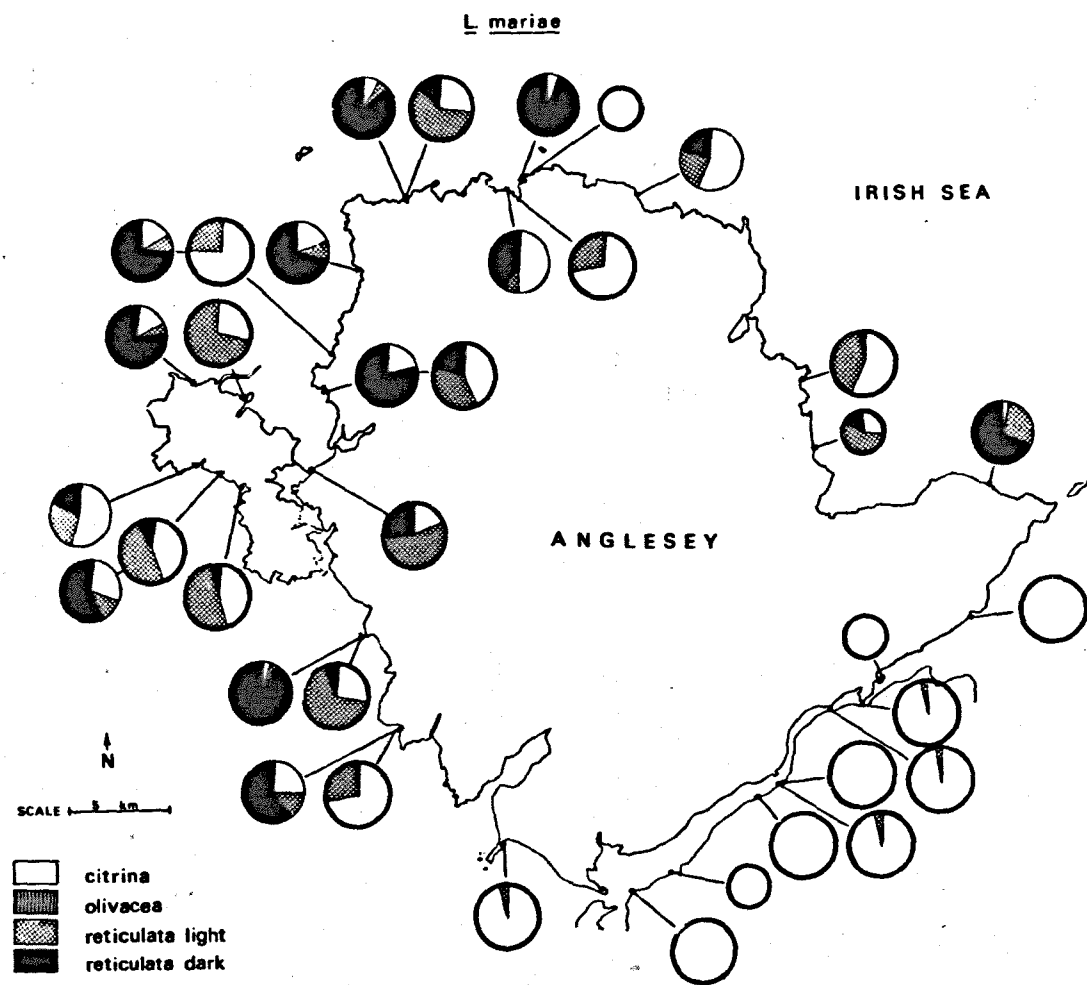 L. mariae
IRISH SEA
ANGLESEY
N
SCALE 5 km
citrina
olivacea
reticulata light
reticulata dark